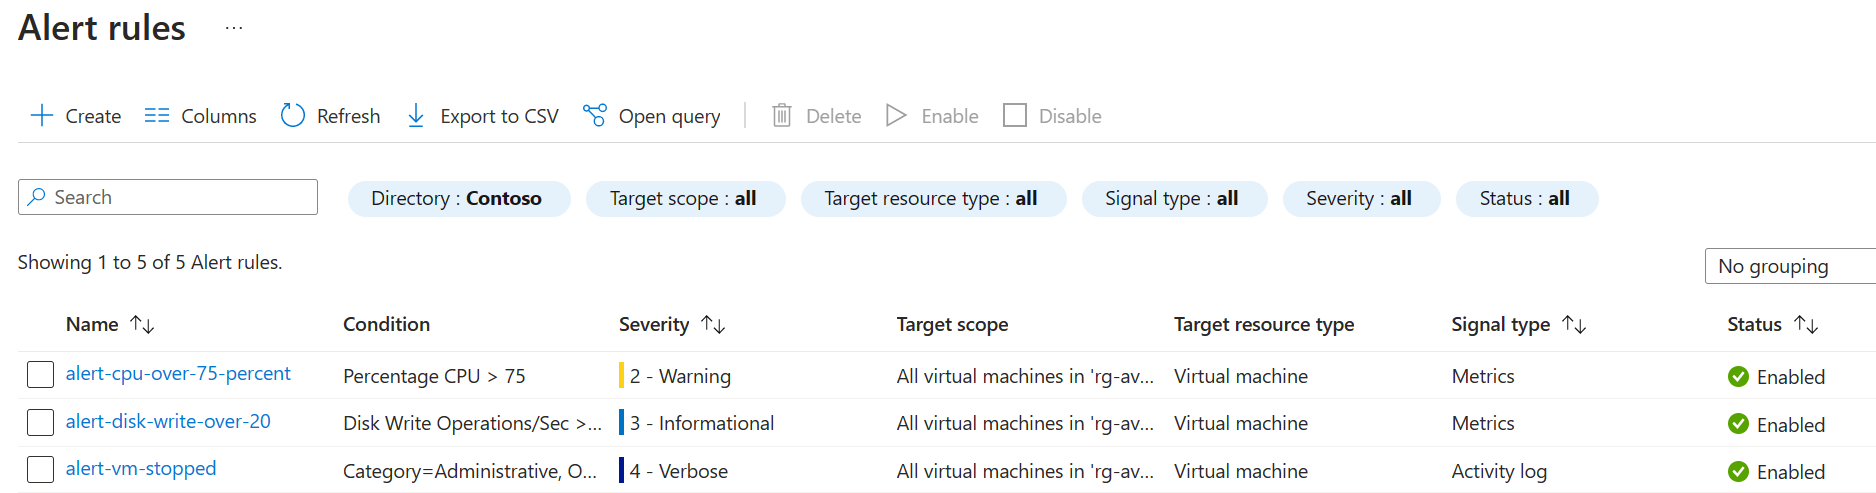 Alert rules ...
Create Columns Refresh Export to CSV Open query Delete Enable Disable
Search Directory : Contoso Target scope : all Target resource type : all Signal type : all Severity : all Status : all
Showing 1 to 5 of 5 Alert rules.
No grouping
Name Condition Severity Target scope Target resource type Signal type Status
alert-cpu-over-75-percent Percentage CPU > 75 2 - Warning All virtual machines in 'rg-av... Virtual machine Metrics Enabled
alert-disk-write-over-20 Disk Write Operations/Sec >... 3 - Informational All virtual machines in 'rg-av... Virtual machine Metrics Enabled
alert-vm-stopped Category=Administrative, O... 4 - Verbose All virtual machines in 'rg-av... Virtual machine Activity log Enabled